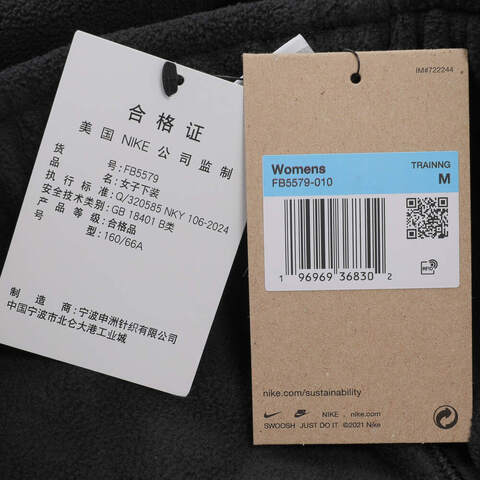 合格证
美国 NIKE 公司监制
货 号: FB5579
品 名: 女子下装
执行标准: Q/320585 NKY 106-2024
安全技术类别: GB 18401 B类
产品等级: 合格品
型: 160/66A
制造商: 宁波申洲针织有限公司
中国宁波市北仑大港工业城
IM#722244
Womens
TRAINNG
FB5579-010
M
1 96969 36830 2
RFID
nike.com/sustainability
NIKE . nike.com
SWOOSH JUST DO IT ©2021 Nike